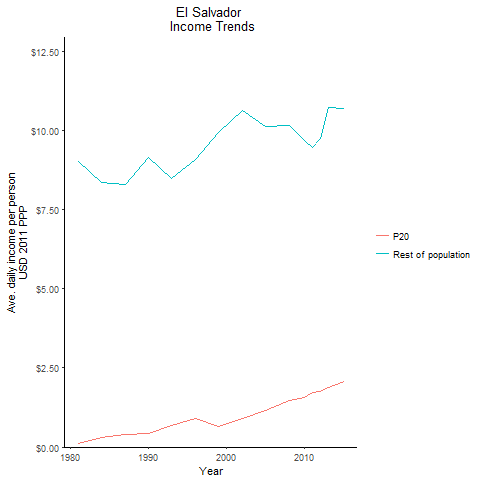 El Salvador
Income Trends
$12.50
$10.00
$7.50
$5.00
$2.50
$0.00
Ave. daily income per person
USD 2011 PPP
1980 1990 2000 2010
Year
P20
Rest of population